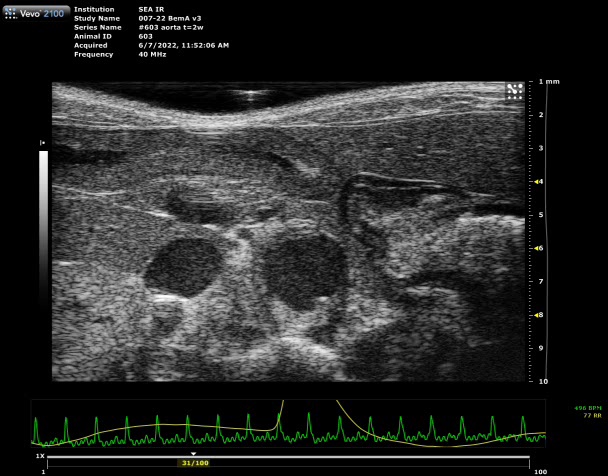 Vevo 2100
Institution SEA IR
Study Name 007-22 BemA v3
Series Name #603 aorta t=2w
Animal ID 603
Acquired 6/7/2022, 11:52:06 AM
Frequency 40 MHz
1 mm
2
3
4
5
6
7
8
9
10
496 BPM
77 RR
1X
31/100
1 100